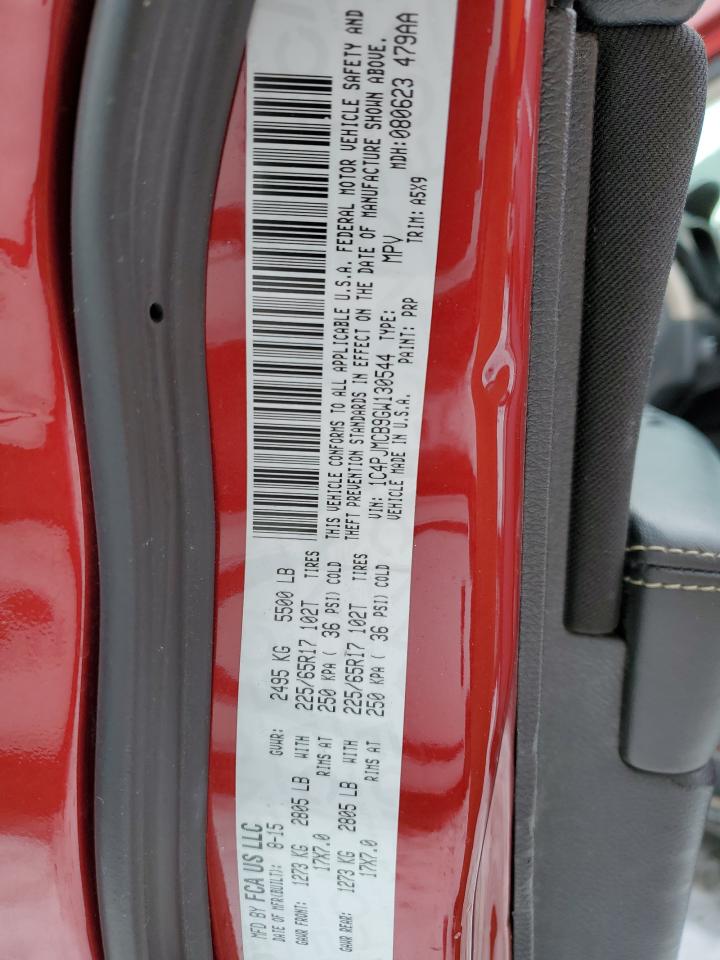 MFD BY FCA US LLC
DATE OF MFR(BUILT): 8-15 GVWR: 2495 KG 5500 LB
GAWR FRONT: 1273 KG 2805 LB WITH 225/65R17 102T TIRES
17X7.0 RIMS AT 250 KPA ( 36 PSI) COLD
GAWR REAR: 1273 KG 2805 LB WITH 225/65R17 102T TIRES
17X7.0 RIMS AT 250 KPA ( 36 PSI) COLD
THIS VEHICLE CONFORMS TO ALL APPLICABLE U.S.A. FEDERAL MOTOR VEHICLE SAFETY AND
THEFT PREVENTION STANDARDS IN EFFECT ON THE DATE OF MANUFACTURE SHOWN ABOVE.
VIN: 1C4PJMCB9GW130544 TYPE: MPV MDH:080623 479AA
VEHICLE MADE IN U.S.A. PAINT: PRP TRIM: A5X9